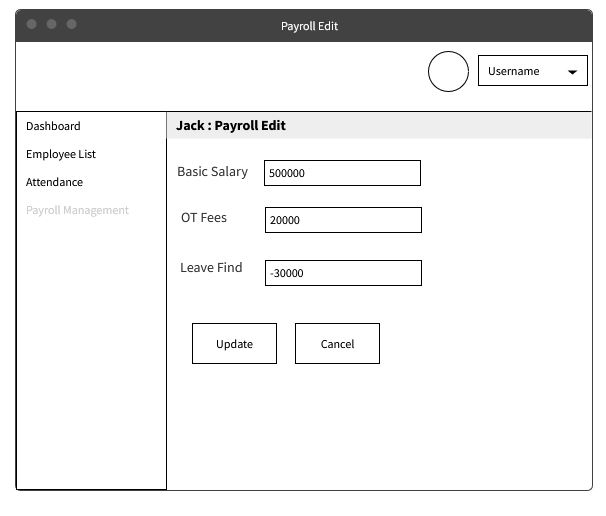 Payroll Edit
Username
Dashboard
Employee List
Attendance
Payroll Management
Jack : Payroll Edit
Basic Salary 500000
OT Fees 20000
Leave Find -30000
Update Cancel